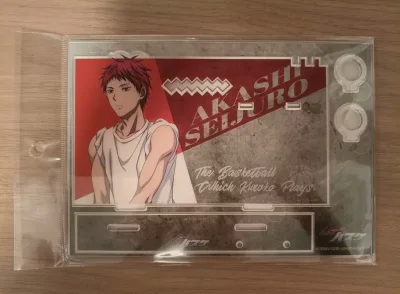 AKASHI
SEIJURO
The Basketball
Which Kuroko Plays.